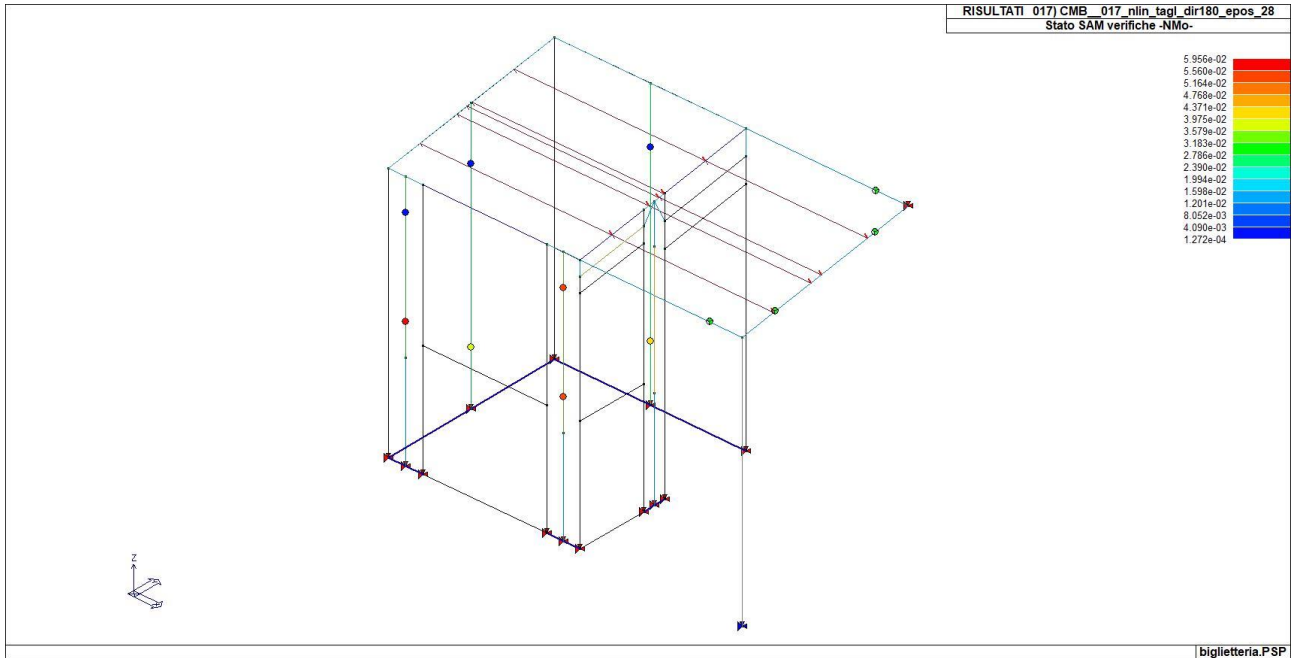 RISULTATI 017) CMB__017_nlin_tagl_dir180_epos_28
Stato SAM verifiche -NMo-
5.956e-02
5.560e-02
5.164e-02
4.768e-02
4.371e-02
3.975e-02
3.579e-02
3.183e-02
2.786e-02
2.390e-02
1.994e-02
1.598e-02
1.201e-02
8.052e-03
4.090e-03
1.272e-04
Z
biglietteria.PSP